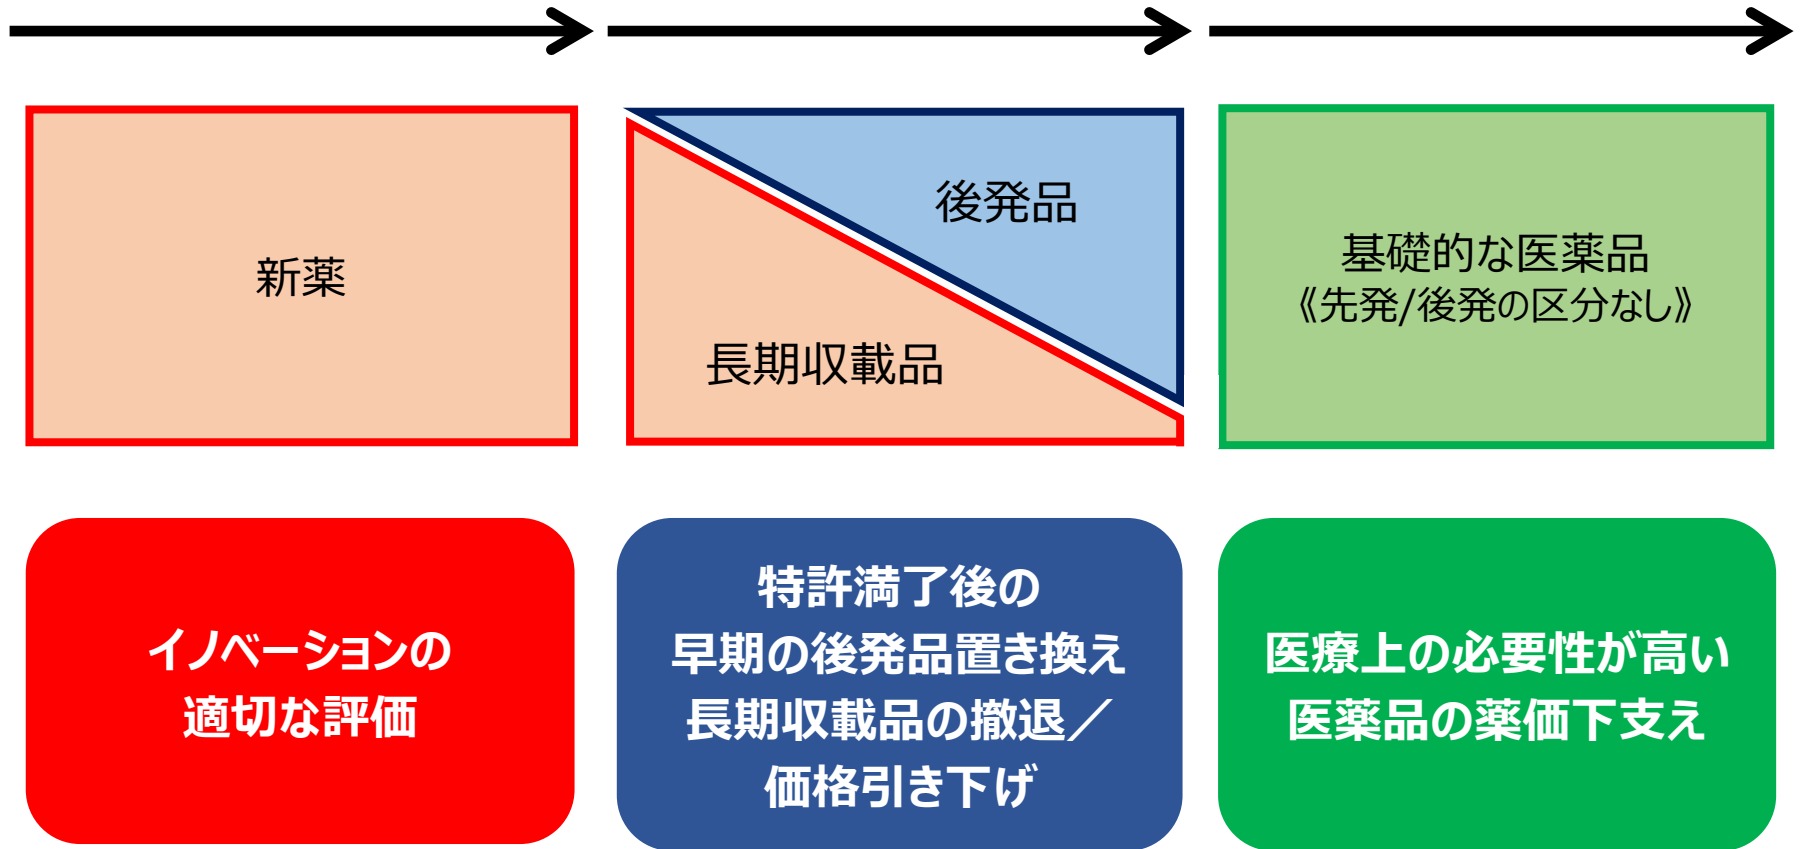 新薬
後発品
長期収載品
基礎的な医薬品
《先発/後発の区分なし》
イノベーションの
適切な評価
特許満了後の
早期の後発品置き換え
長期収載品の撤退／
価格引き下げ
医療上の必要性が高い
医薬品の薬価下支え